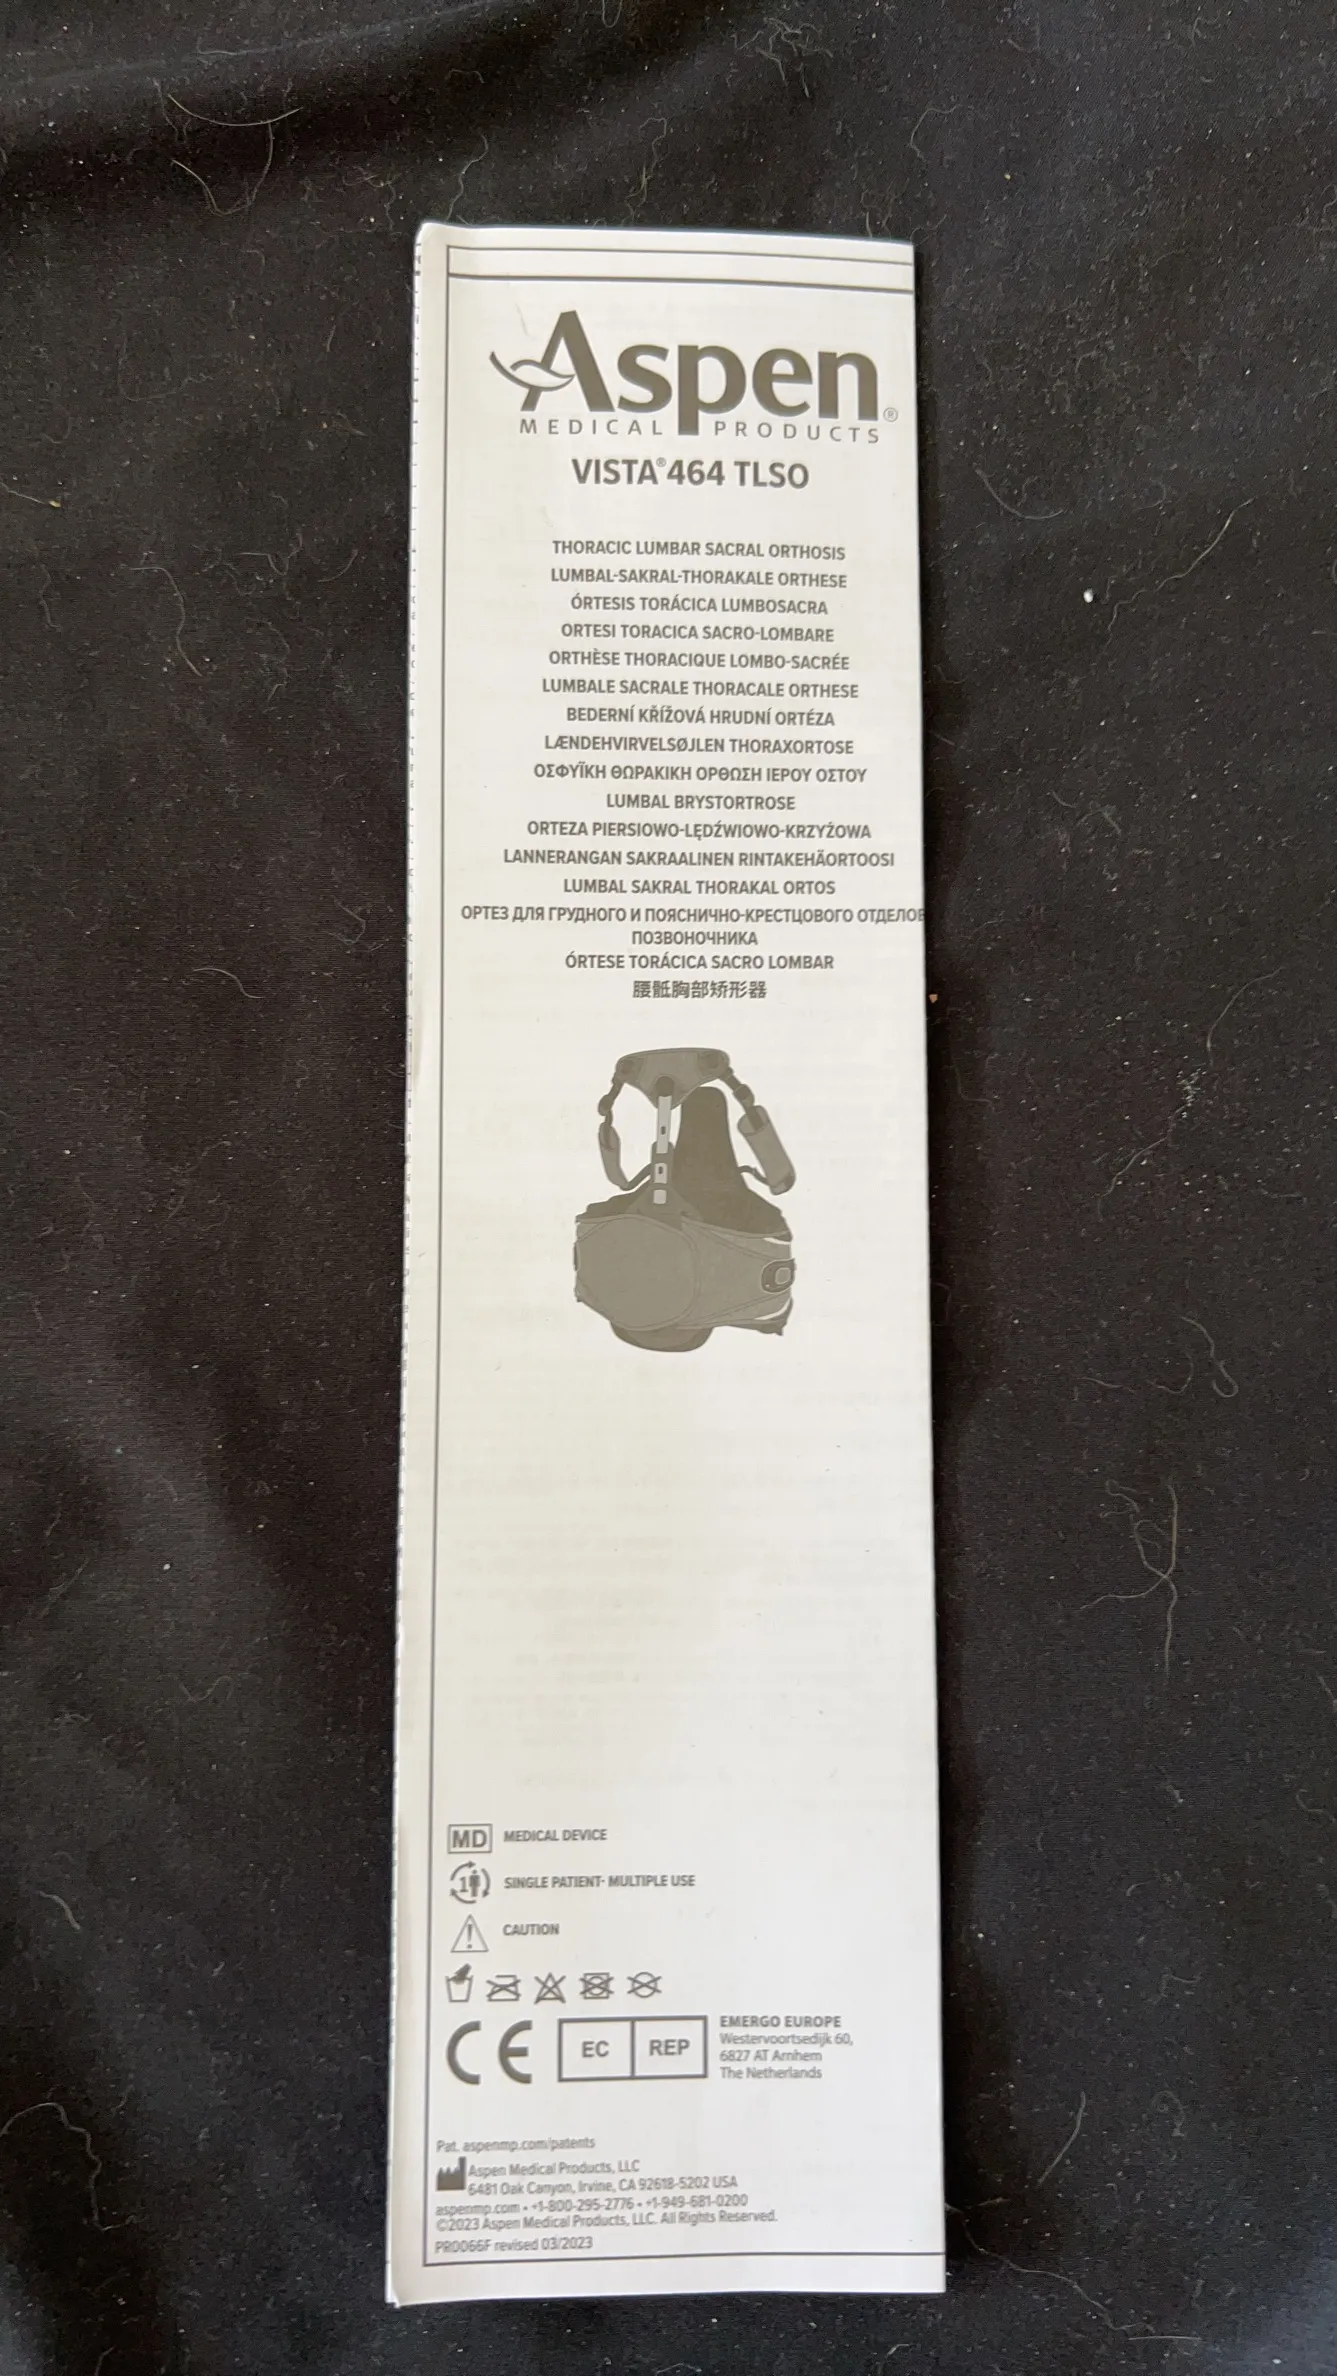 Aspen®
MEDICAL PRODUCTS
VISTA®464 TLSO
THORACIC LUMBAR SACRAL ORTHOSIS
LUMBAL-SAKRAL-THORAKALE ORTHESE
ÓRTESIS TORÁCICA LUMBOSACRA
ORTESI TORACICA SACRO-LOMBARE
ORTHÈSE THORACIQUE LOMBO-SACRÉE
LUMBALE SACRALE THORACALE ORTHESE
BEDERNÍ KŘÍŽOVÁ HRUDNÍ ORTÉZA
LÆNDEHVIRVELSØJLEN THORAXORTOSE
ΟΣΦΥΪΚΗ ΘΩΡΑΚΙΚΗ ΟΡΘΩΣΗ ΙΕΡΟΥ ΟΣΤΟΥ
LUMBAL BRYSTORTROSE
ORTEZA PIERSIOWO-LĘDŹWIOWO-KRZYŻOWA
LANNERANGAN SAKRAALINEN RINTAKEHÄORTOOSI
LUMBAL SAKRAL THORAKAL ORTOS
ОРТЕЗ ДЛЯ ГРУДНОГО И ПОЯСНИЧНО-КРЕСТЦОВОГО ОТДЕЛОВ
ПОЗВОНОЧНИКА
ÓRTESE TORÁCICA SACRO LOMBAR
腰骶胸部矫形器
MD MEDICAL DEVICE
1 SINGLE PATIENT- MULTIPLE USE
! CAUTION
CE EC REP EMERGO EUROPE
Westervoortsedijk 60,
6827 AT Arnhem
The Netherlands
Pat. aspenmp.com/patents
Aspen Medical Products, LLC
6481 Oak Canyon, Irvine, CA 92618-5202 USA
aspenmp.com • +1-800-295-2776 • +1-949-681-0200
©2023 Aspen Medical Products, LLC. All Rights Reserved.
PR0066F revised 03/2023